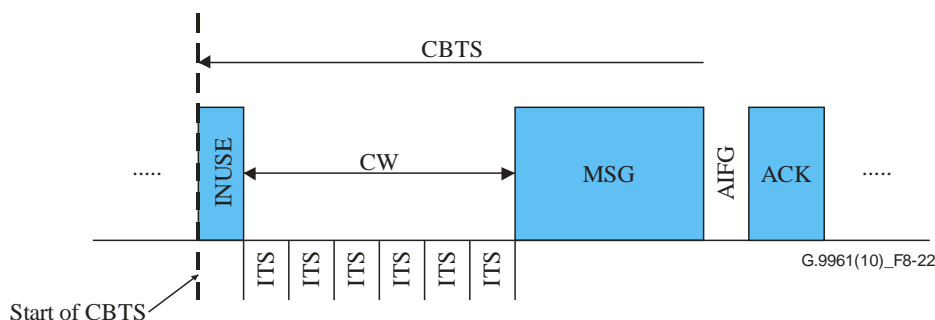 CBTS
INUSE
CW
MSG
AIFG
ACK
.....
.....
ITS
ITS
ITS
ITS
ITS
ITS
G.9961(10)_F8-22
Start of CBTS